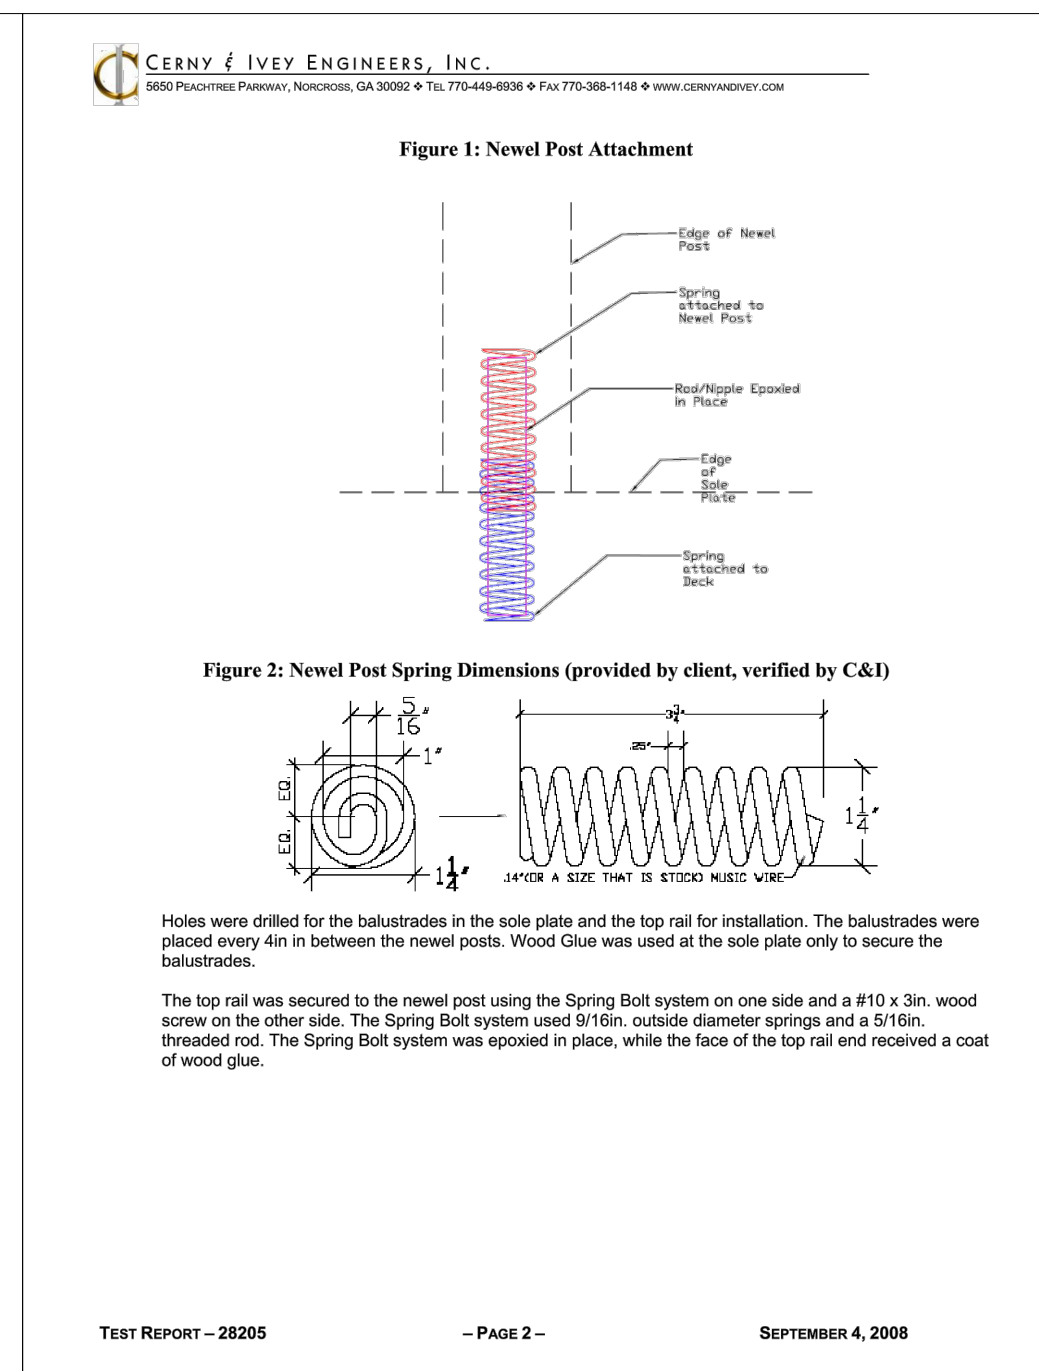 CERNY & IVEY ENGINEERS, INC.
5650 PEACHTREE PARKWAY, NORCROSS, GA 30092 ❖ TEL 770-449-6936 ❖ FAX 770-368-1148 ❖ WWW.CERNYANDIVEY.COM
Figure 1: Newel Post Attachment
Edge of Newel
Post
Spring
attached to
Newel Post
Rod/Nipple Epoxied
in Place
Edge
of
Sole
Plate
Spring
attached to
Deck
Figure 2: Newel Post Spring Dimensions (provided by client, verified by C&I)
5/16"
1"
EQ.
EQ.
1 1/4"
3 3/4"
.25"
1 1/4"
.14"(OR A SIZE THAT IS STOCK) MUSIC WIRE
Holes were drilled for the balustrades in the sole plate and the top rail for installation. The balustrades were
placed every 4in in between the newel posts. Wood Glue was used at the sole plate only to secure the
balustrades.
The top rail was secured to the newel post using the Spring Bolt system on one side and a #10 x 3in. wood
screw on the other side. The Spring Bolt system used 9/16in. outside diameter springs and a 5/16in.
threaded rod. The Spring Bolt system was epoxied in place, while the face of the top rail end received a coat
of wood glue.
TEST REPORT – 28205 – PAGE 2 – SEPTEMBER 4, 2008